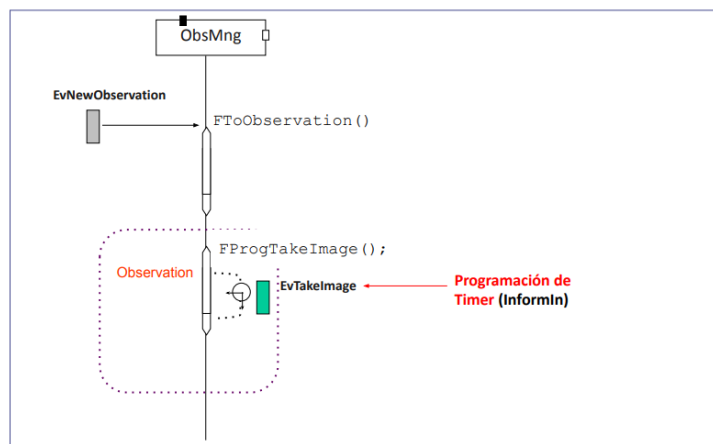 ObsMng
EvNewObservation
FToObservation()
FProgTakeImage();
Observation
EvTakeImage
Programación de
Timer (InformIn)